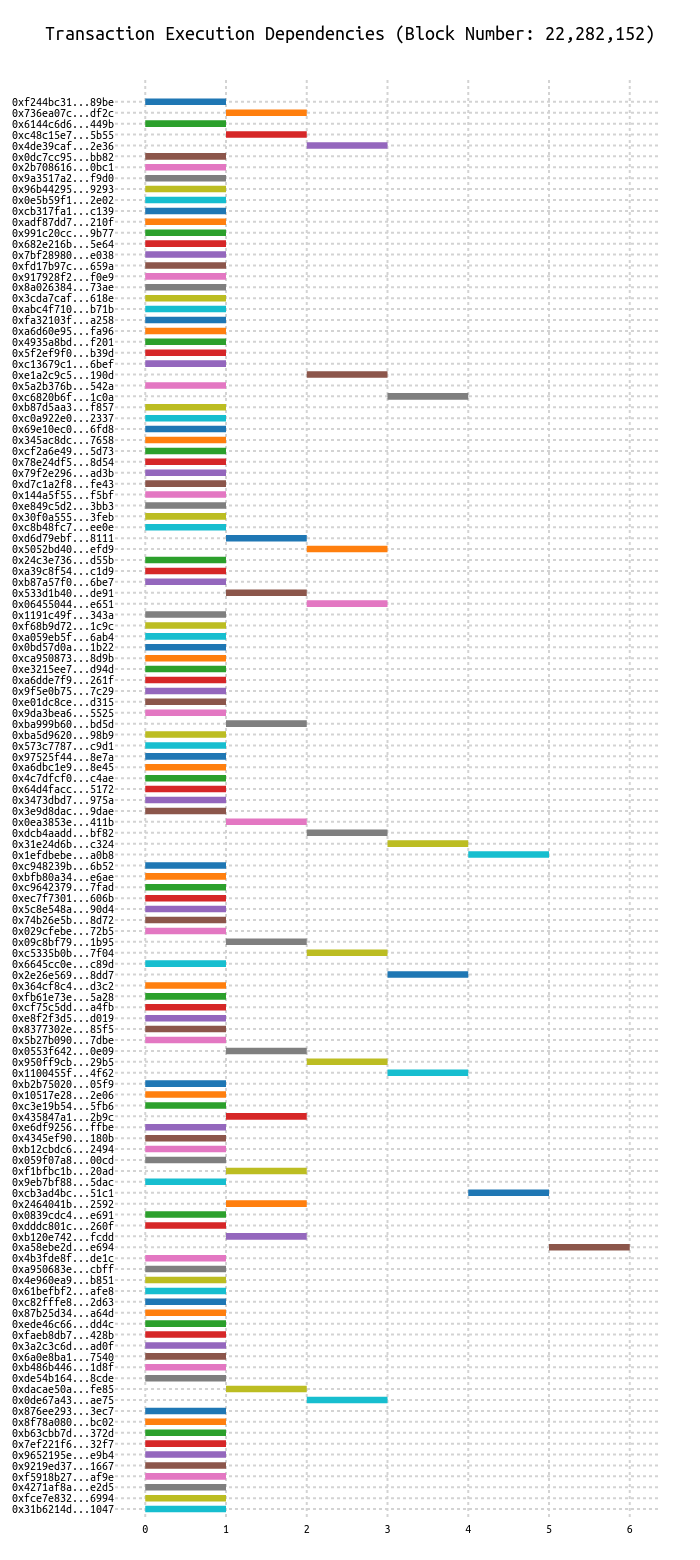 Transaction Execution Dependencies (Block Number: 22,282,152)
0xf244bc31...89be
0x736ea07c...df2c
0x6144c6d6...449b
0xc48c15e7...5b55
0x4de39caf...2e36
0x0dc7cc95...bb82
0x2b708616...0bc1
0x9a3517a2...f9d0
0x96b44295...9293
0x0e5b59f1...2e02
0xcb317fa1...c139
0xadf87dd7...210f
0x991c20cc...9b77
0x682e216b...5e64
0x7bf28980...e038
0xfd17b97c...659a
0x917928f2...f0e9
0x8a026384...73ae
0x3cda7caf...618e
0xabc4f710...b71b
0xfa32103f...a258
0xa6d60e95...fa96
0x4935a8bd...f201
0x5f2ef9f0...b39d
0xc13679c1...6bef
0xe1a2c9c5...190d
0x5a2b376b...542a
0xc6820b6f...1c0a
0xb87d5aa3...f857
0xc0a922e0...2337
0x69e10ec0...6fd8
0x345ac8dc...7658
0xcf2a6e49...5d73
0x78e24df5...8d54
0x79f2e296...ad3b
0xd7c1a2f8...fe43
0x144a5f55...f5bf
0xe849c5d2...3bb3
0x30f0a555...3feb
0xc8b48fc7...ee0e
0xd6d79ebf...8111
0x5052bd40...efd9
0x24c3e736...d55b
0xa39c8f54...c1d9
0xb87a57f0...6be7
0x533d1b40...de91
0x06455044...e651
0x1191c49f...343a
0xf68b9d72...1c9c
0xa059eb5f...6ab4
0x0bd57d0a...1b22
0xca950873...8d9b
0xe3215ee7...d94d
0xa6dde7f9...261f
0x9f5e0b75...7c29
0xe01dc8ce...d315
0x9da3bea6...5525
0xba999b60...bd5d
0xba5d9620...98b9
0x573c7787...c9d1
0x97525f44...8e7a
0xa6dbc1e9...8e45
0x4c7dfcf0...c4ae
0x64d4facc...5172
0x3473dbd7...975a
0x3e9d8dac...9dae
0x0ea3853e...411b
0xdcb4aadd...bf82
0x31e24d6b...c324
0x1efdbebe...a0b8
0xc948239b...6b52
0xbfb80a34...e6ae
0xc9642379...7fad
0xec7f7301...606b
0x5c8e548a...90d4
0x74b26e5b...8d72
0x029cfebe...72b5
0x09c8bf79...1b95
0xc5335b0b...7f04
0x6645cc0e...c89d
0x2e26e569...8dd7
0x364cf8c4...d3c2
0xfb61e73e...5a28
0xcf75c5dd...a4fb
0xe8f2f3d5...d019
0x8377302e...85f5
0x5b27b090...7dbe
0x0553f642...0e09
0x950ff9cb...29b5
0x1100455f...4f62
0xb2b75020...05f9
0x10517e28...2e06
0xc3e19b54...5fb6
0x435847a1...2b9c
0xe6df9256...ffbe
0x4345ef90...180b
0xb12cbdc6...2494
0x059f07a8...00cd
0xf1bfbc1b...20ad
0x9eb7bf88...5dac
0xcb3ad4bc...51c1
0x2464041b...2592
0x0839cdc4...e691
0xdddc801c...260f
0xb120e742...fcdd
0xa58ebe2d...e694
0x4b3fde8f...de1c
0xa950683e...cbff
0x4e960ea9...b851
0x61befbf2...afe8
0xc82fffe8...2d63
0x87b25d34...a64d
0xede46c66...dd4c
0xfaeb8db7...428b
0x3a2c3c6d...ad0f
0x6a0e8ba1...7540
0xb486b446...1d8f
0xde54b164...8cde
0xdacae50a...fe85
0x0de67a43...ae75
0x876ee293...3ec7
0x8f78a080...bc02
0xb63cbb7d...372d
0x7ef221f6...32f7
0x9652195e...e9b4
0x9219ed37...1667
0xf5918b27...af9e
0x4271af8a...e2d5
0xfce7e832...6994
0x31b6214d...1047
0 1 2 3 4 5 6